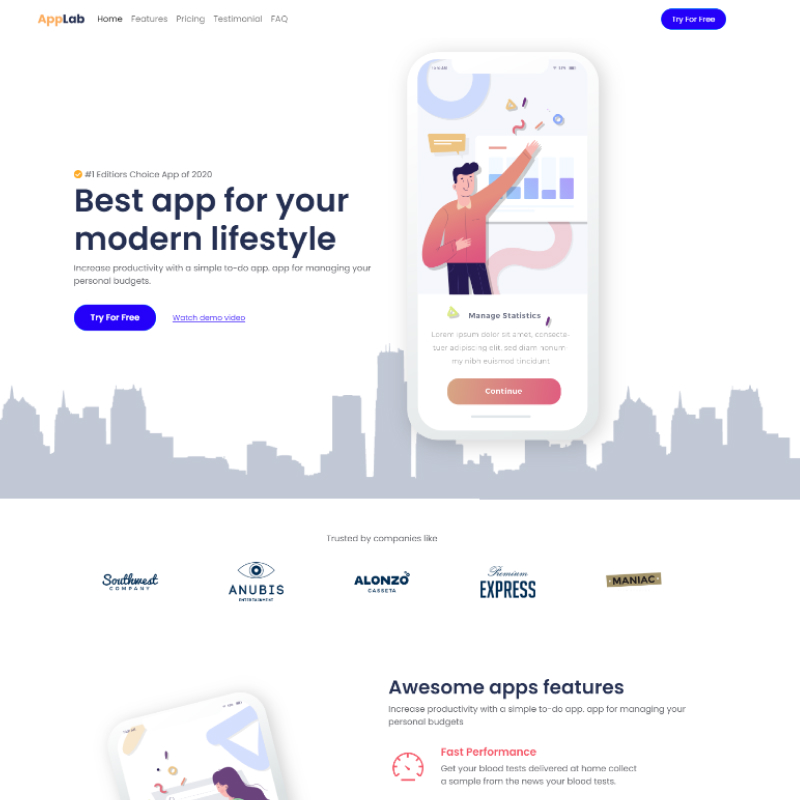 AppLab Home Features Pricing Testimonial FAQ Try For Free
#1 Editiors Choice App of 2020
Best app for your
modern lifestyle
Increase productivity with a simple to-do app. app for managing your
personal budgets.
Try For Free Watch demo video
Manage Statistics
Lorem ipsum dolor sit amet, consecte-
tuer adipiscing elit, sed diam nonum
my nibh euismod tincidunt
Continue
Trusted by companies like
Southwest
COMPANY
ANUBIS
ENTERTAINMENT
ALONZO
CASSETA
Premium
EXPRESS
MANIAC
Awesome apps features
Increase productivity with a simple to-do app. app for managing your
personal budgets
Fast Performance
Get your blood tests delivered at home collect
a sample from the news your blood tests.